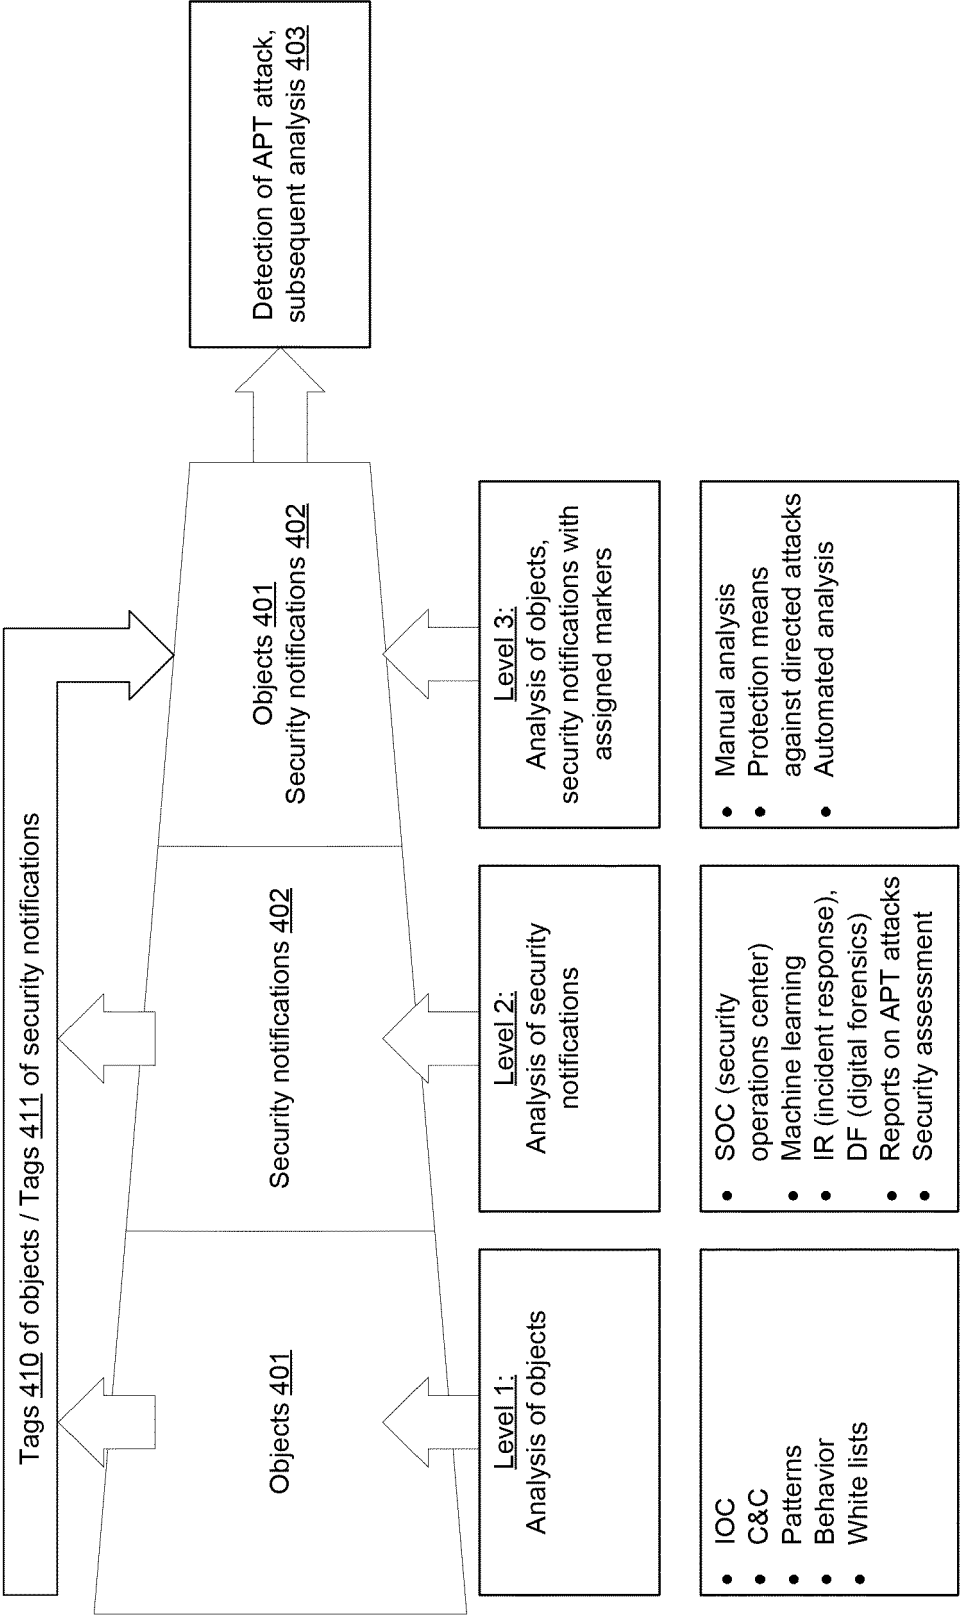 Tags 410 of objects / Tags 411 of security notifications
Objects 401
Security notifications 402
Objects 401
Security notifications 402
Detection of APT attack,
subsequent analysis 403
Level 1:
Analysis of objects
Level 2:
Analysis of security
notifications
Level 3:
Analysis of objects,
security notifications with
assigned markers
• IOC
• C&C
• Patterns
• Behavior
• White lists
• SOC (security
operations center)
• Machine learning
• IR (incident response),
DF (digital forensics)
• Reports on APT attacks
• Security assessment
• Manual analysis
• Protection means
against directed attacks
• Automated analysis